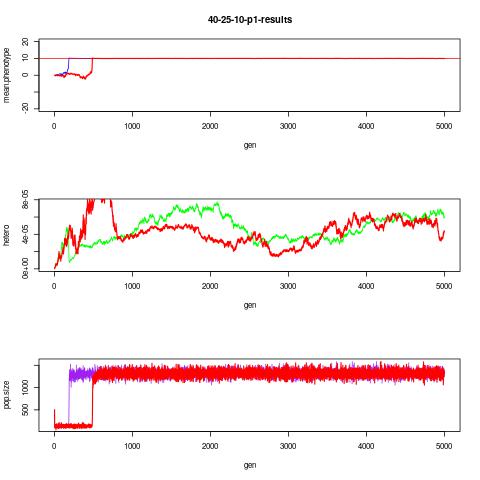 40-25-10-p1-results
mean.phenotype
20
10
0
-20
0 1000 2000 3000 4000 5000
gen
hetero
8e-05
4e-05
0e+00
0 1000 2000 3000 4000 5000
gen
pop.size
1000
500
0 1000 2000 3000 4000 5000
gen